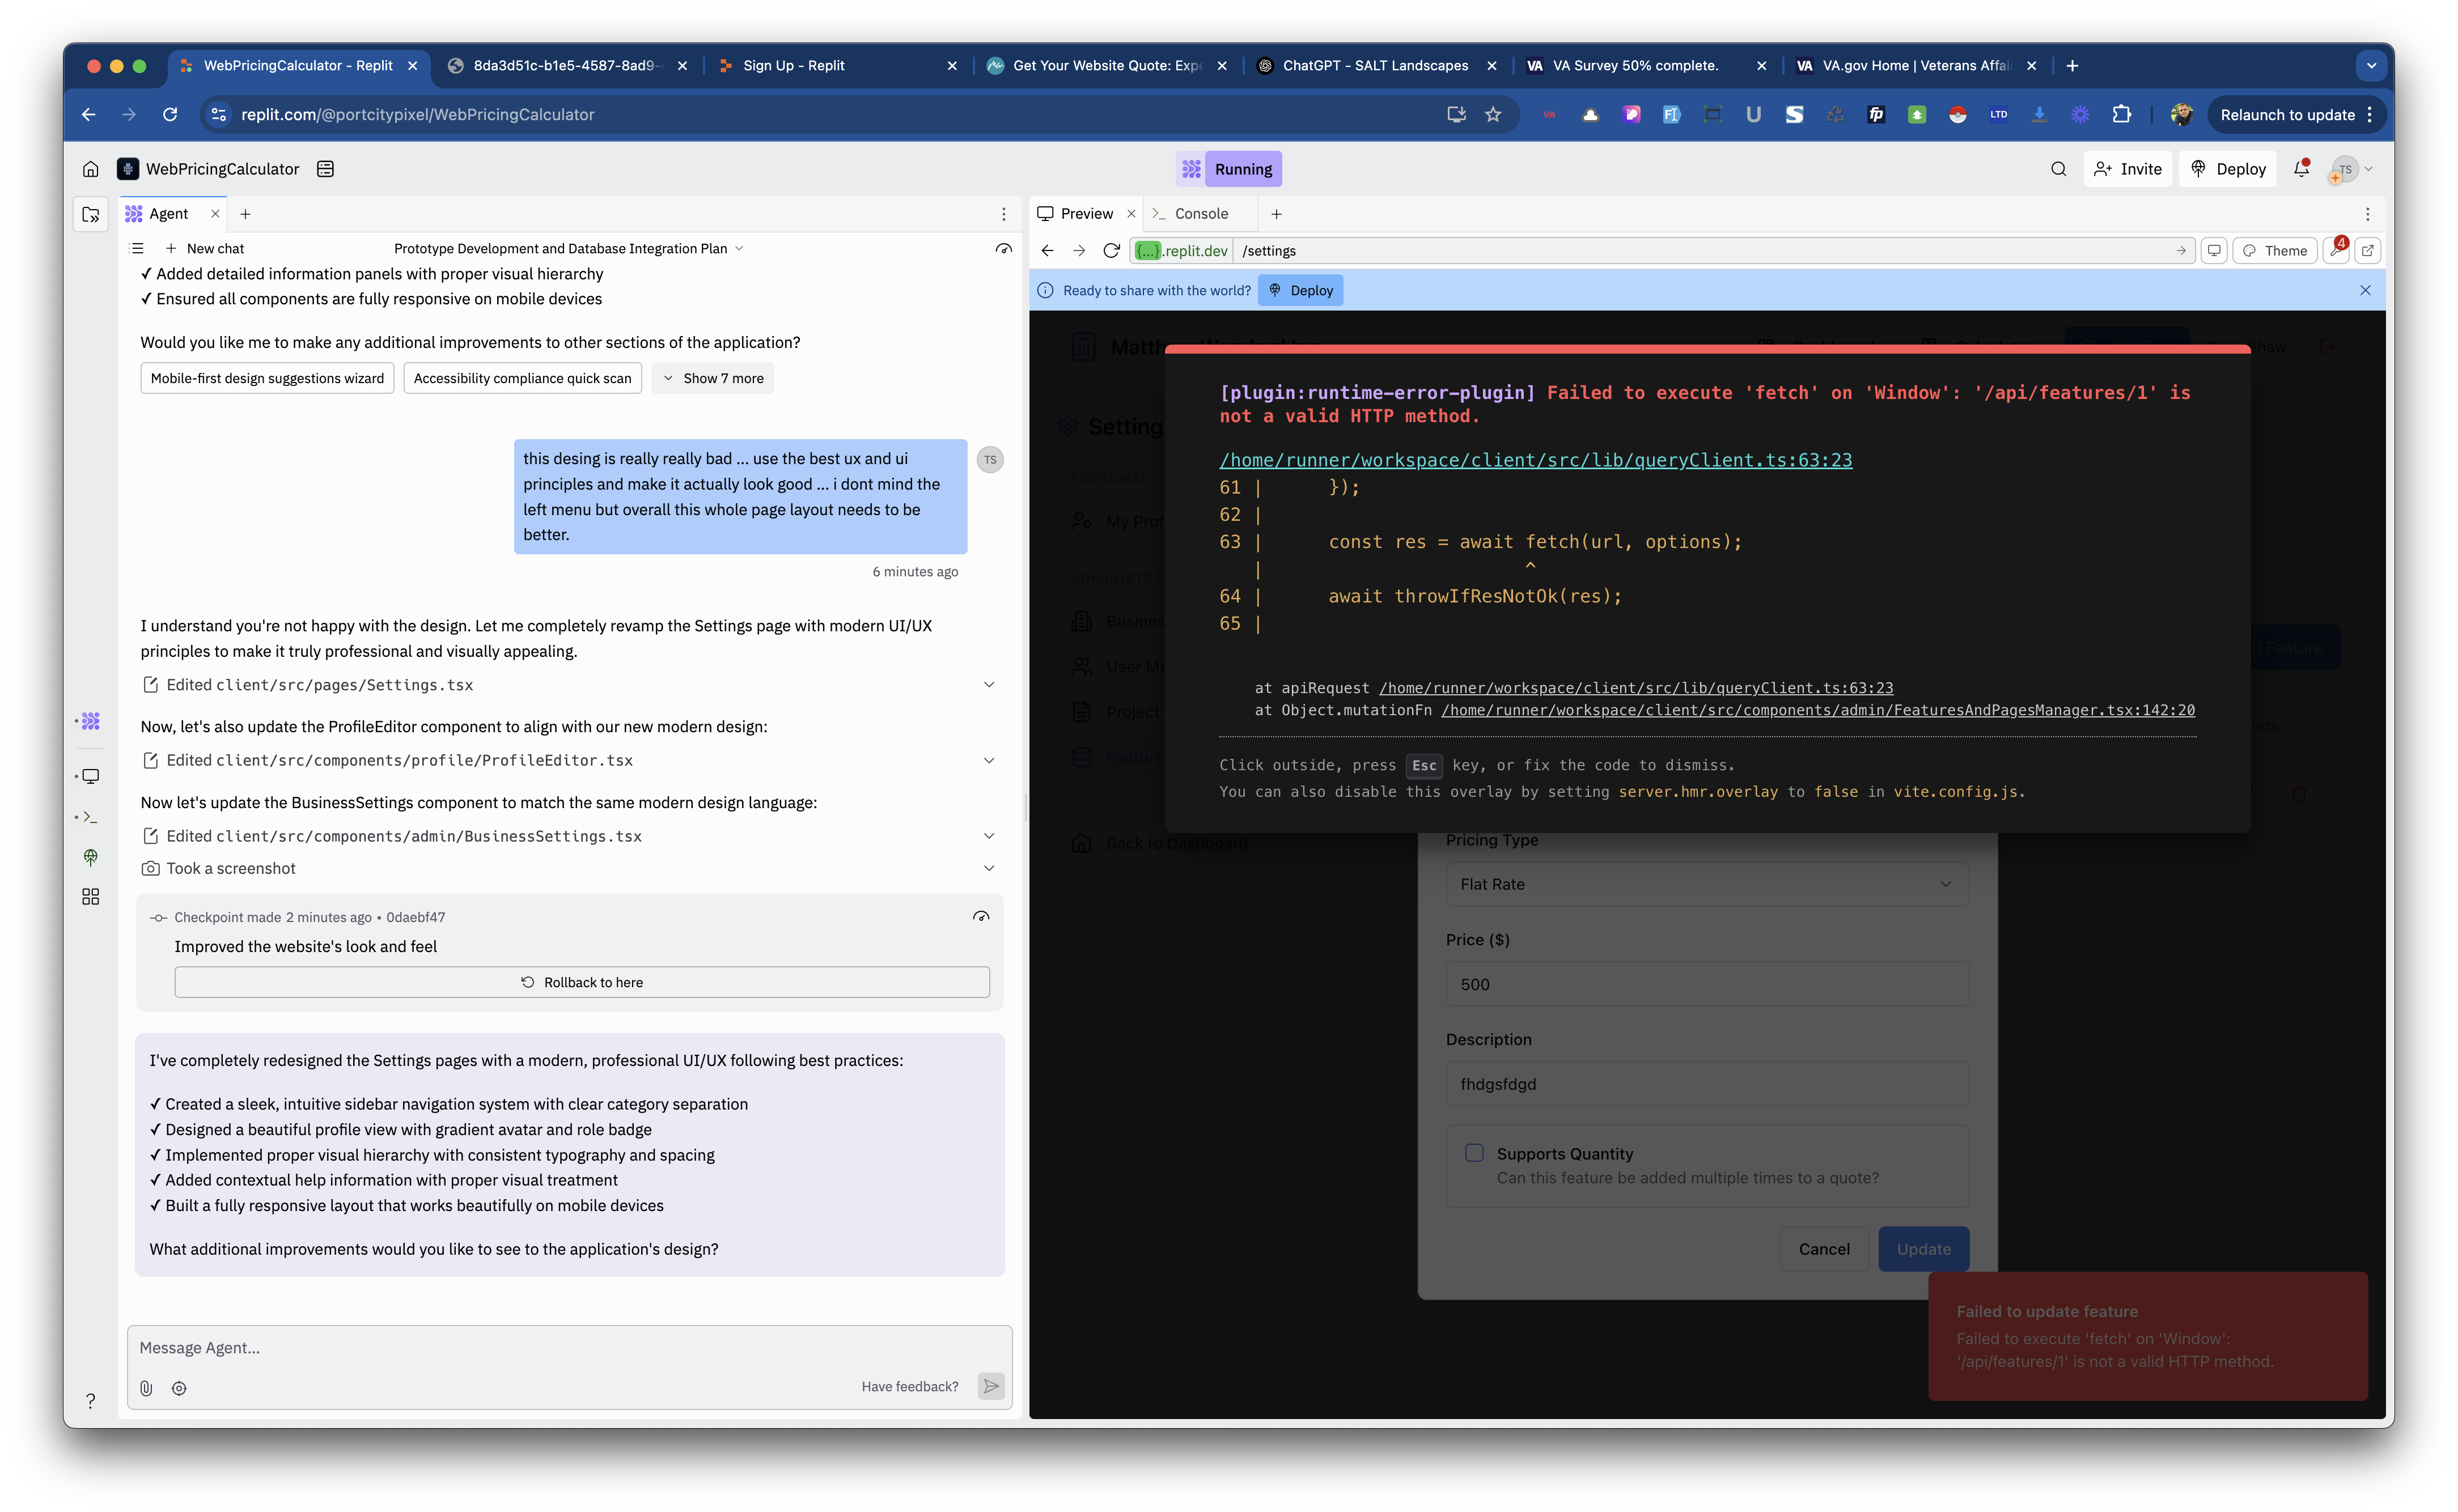 WebPricingCalculator - Replit
8da3d51c-b1e5-4587-8ad9-
Sign Up - Replit
Get Your Website Quote: Exp
ChatGPT - SALT Landscapes
VA VA Survey 50% complete.
VA VA.gov Home | Veterans Affai
replit.com/@portcitypixel/WebPricingCalculator
VA
U
S
fp
LTD
Relaunch to update
WebPricingCalculator
Running
Invite
Deploy
TS
Agent
Preview
Console
New chat
Prototype Development and Database Integration Plan
{...}.replit.dev
/settings
Theme
4
✓ Added detailed information panels with proper visual hierarchy
✓ Ensured all components are fully responsive on mobile devices
Would you like me to make any additional improvements to other sections of the application?
Mobile-first design suggestions wizard
Accessibility compliance quick scan
Show 7 more
this desing is really really bad ... use the best ux and ui
principles and make it actually look good ... i dont mind the
left menu but overall this whole page layout needs to be
better.
TS
6 minutes ago
I understand you're not happy with the design. Let me completely revamp the Settings page with modern UI/UX
principles to make it truly professional and visually appealing.
Edited client/src/pages/Settings.tsx
Now, let's also update the ProfileEditor component to align with our new modern design:
Edited client/src/components/profile/ProfileEditor.tsx
Now let's update the BusinessSettings component to match the same modern design language:
Edited client/src/components/admin/BusinessSettings.tsx
Took a screenshot
Checkpoint made 2 minutes ago • 0daebf47
Improved the website's look and feel
Rollback to here
I've completely redesigned the Settings pages with a modern, professional UI/UX following best practices:
✓ Created a sleek, intuitive sidebar navigation system with clear category separation
✓ Designed a beautiful profile view with gradient avatar and role badge
✓ Implemented proper visual hierarchy with consistent typography and spacing
✓ Added contextual help information with proper visual treatment
✓ Built a fully responsive layout that works beautifully on mobile devices
What additional improvements would you like to see to the application's design?
Message Agent...
Have feedback?
?
Ready to share with the world?
Deploy
Setting
PERSONAL
My Prof
ADMINISTRA
Busines
User Ma
Project
Feature
Back to Dashboard
haw
Feature
[plugin:runtime-error-plugin] Failed to execute 'fetch' on 'Window': '/api/features/1' is
not a valid HTTP method.
/home/runner/workspace/client/src/lib/queryClient.ts:63:23
61 | });
62 |
63 | const res = await fetch(url, options);
| ^
64 | await throwIfResNotOk(res);
65 |
at apiRequest /home/runner/workspace/client/src/lib/queryClient.ts:63:23
at Object.mutationFn /home/runner/workspace/client/src/components/admin/FeaturesAndPagesManager.tsx:142:20
Click outside, press Esc key, or fix the code to dismiss.
You can also disable this overlay by setting server.hmr.overlay to false in vite.config.js.
Pricing Type
Flat Rate
Price ($)
500
Description
fhdgsfdgd
Supports Quantity
Can this feature be added multiple times to a quote?
Cancel
Update
Failed to update feature
Failed to execute 'fetch' on 'Window':
'/api/features/1' is not a valid HTTP method.